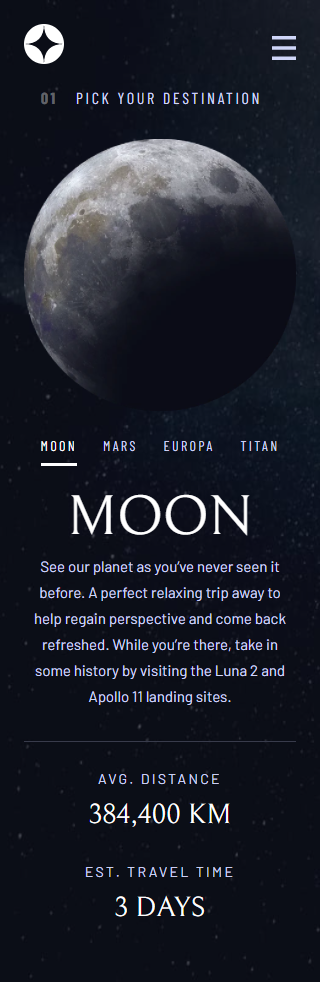 01 PICK YOUR DESTINATION
MOON MARS EUROPA TITAN
MOON
See our planet as you’ve never seen it
before. A perfect relaxing trip away to
help regain perspective and come back
refreshed. While you’re there, take in
some history by visiting the Luna 2 and
Apollo 11 landing sites.
AVG. DISTANCE
384,400 KM
EST. TRAVEL TIME
3 DAYS